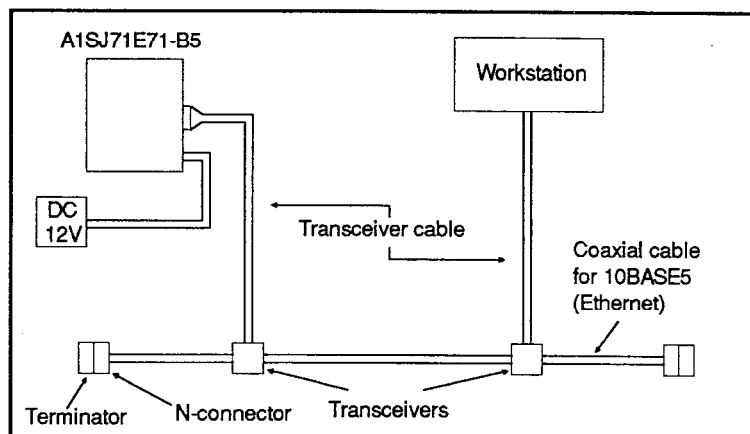 A1SJ71E71-B5
Workstation
DC
12V
Transceiver cable
Coaxial cable
for 10BASE5
(Ethernet)
Terminator
N-connector
Transceivers